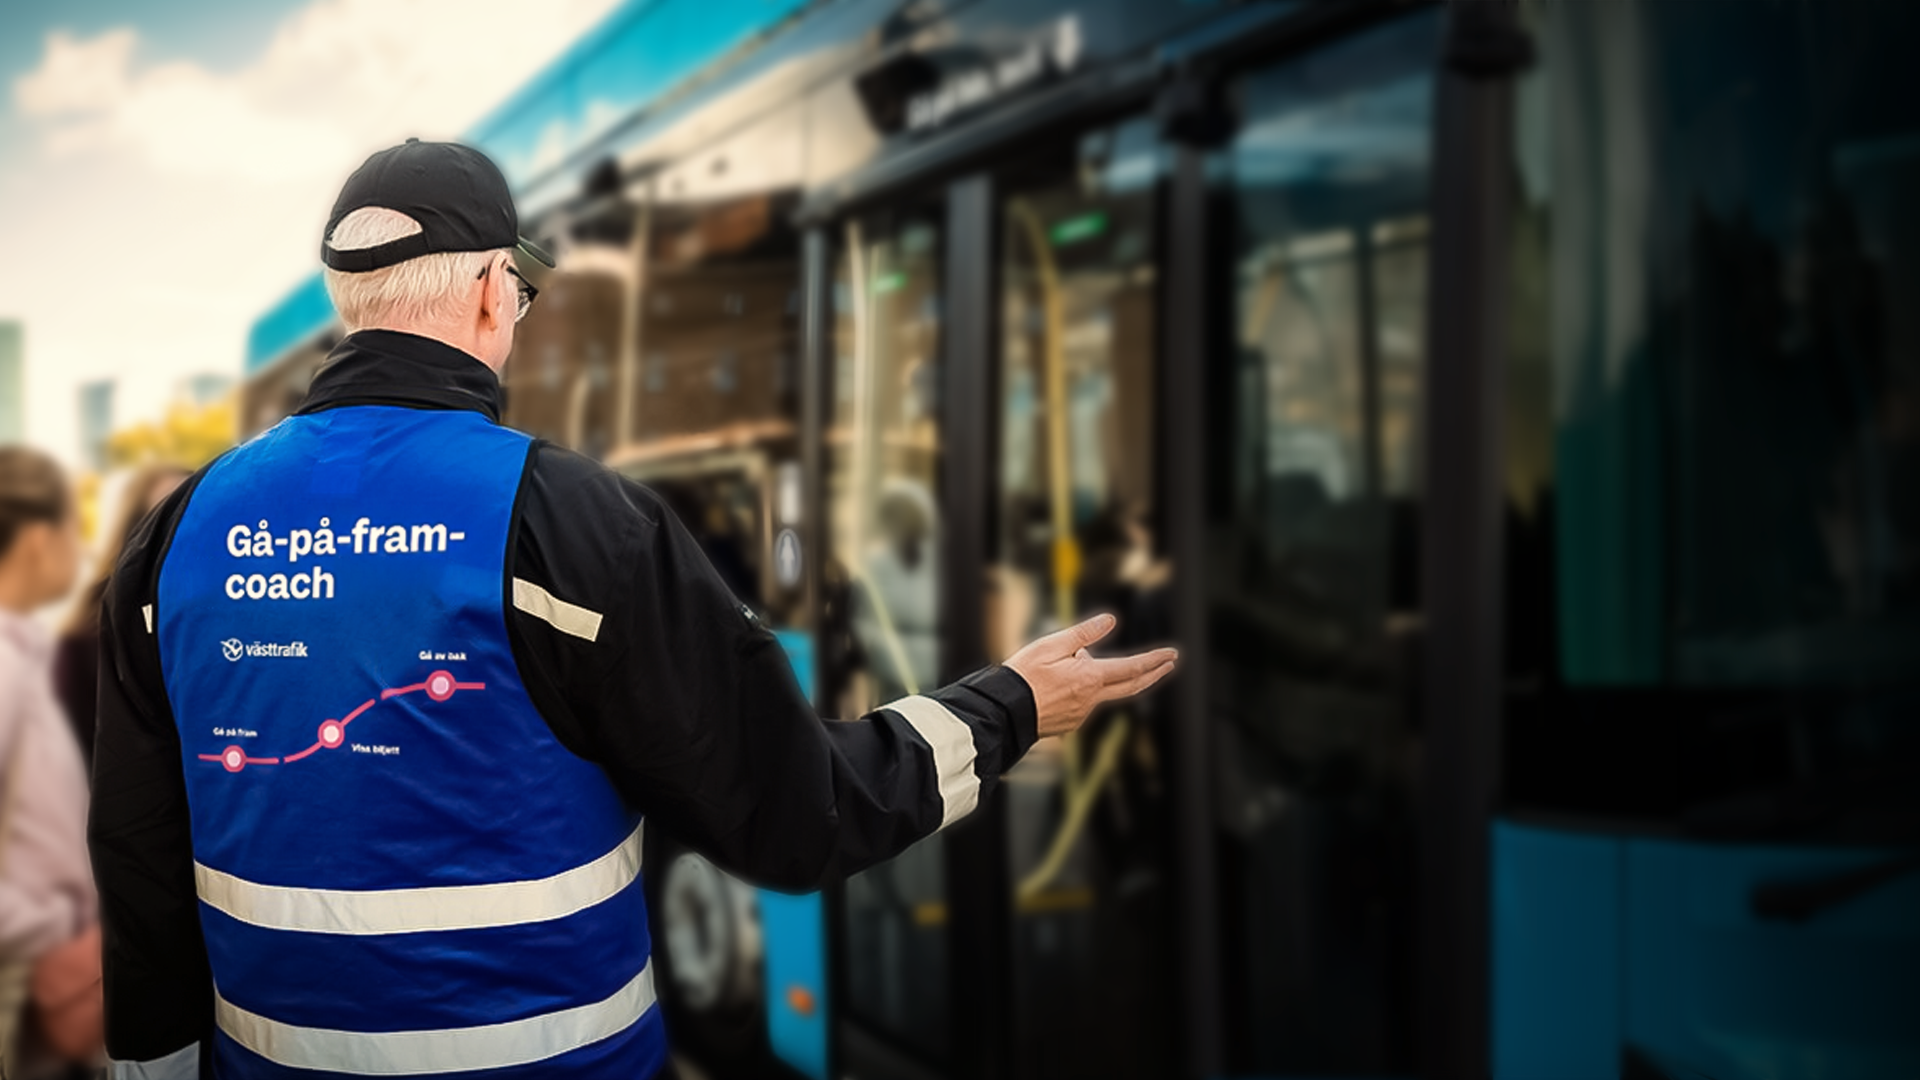 Gå-på-fram-
coach
västtrafik
Gå av bak
Gå på fram
Visa biljett